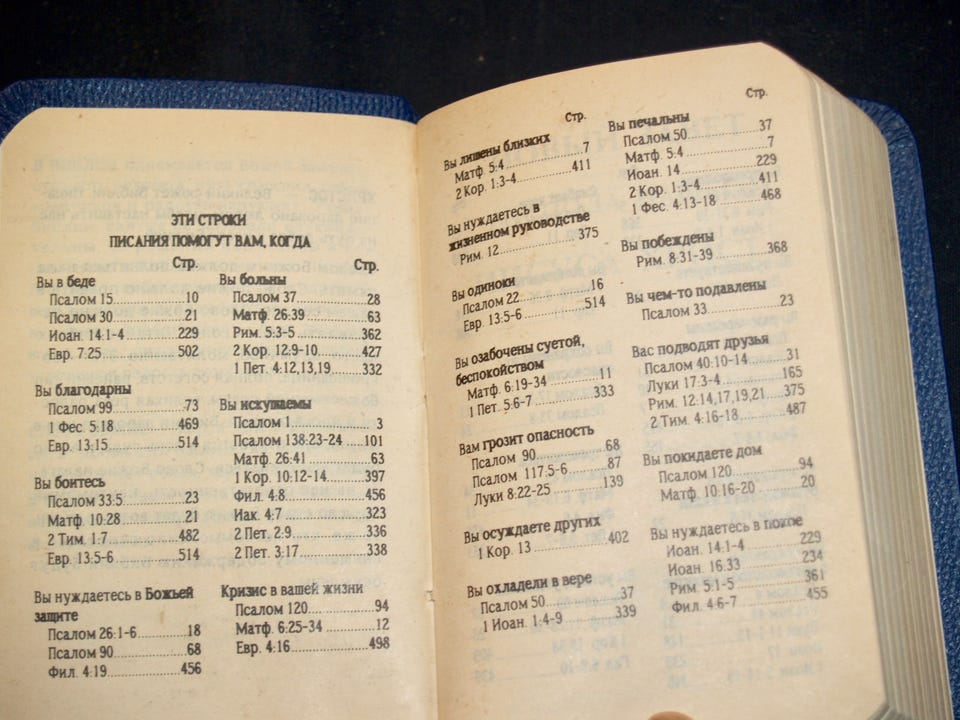 ЭТИ СТРОКИ
ПИСАНИЯ ПОМОГУТ ВАМ, КОГДА
Стр.
Вы в беде
Псалом 15..............10
Псалом 30..............21
Иоан. 14:1-4..........229
Евр. 7:25..............502
Вы благодарны
Псалом 99..............73
1 Фес. 5:18............469
Евр. 13:15.............514
Вы боитесь
Псалом 33:5............23
Матф. 10:28............21
2 Тим. 1:7.............482
Евр. 13:5-6............514
Вы нуждаетесь в Божьей
защите
Псалом 26:1-6..........18
Псалом 90..............68
Фил. 4:19..............456
Стр.
Вы больны
Псалом 37..............28
Матф. 26:39............63
Рим. 5:3-5.............362
2 Кор. 12:9-10.........427
1 Пет. 4:12,13,19......332
Вы искушаемы
Псалом 1...............3
Псалом 138:23-24.......101
Матф. 26:41............63
1 Кор. 10:12-14........397
Фил. 4:8...............456
Иак. 4:7...............323
2 Пет. 2:9.............336
2 Пет. 3:17............338
Кризис в вашей жизни
Псалом 120.............94
Матф. 6:25-34..........12
Евр. 4:16..............498
Стр.
Вы лишены близких
Матф. 5:4..............7
2 Кор. 1:3-4...........411
Вы нуждаетесь в
жизненном руководстве
Рим. 12................375
Вы одиноки
Псалом 22..............16
Евр. 13:5-6............514
Вы озабочены суетой,
беспокойством
Матф. 6:19-34..........11
1 Пет. 5:6-7...........333
Вам грозит опасность
Псалом 90..............68
Псалом 117:5-6.........87
Луки 8:22-25...........139
Вы осуждаете других
1 Кор. 13..............402
Вы охладели в вере
Псалом 50..............37
1 Иоан. 1:4-9..........339
Стр.
Вы печальны
Псалом 50..............37
Матф. 5:4..............7
Иоан. 14...............229
2 Кор. 1:3-4...........411
1 Фес. 4:13-18.........468
Вы побеждены
Рим. 8:31-39...........368
Вы чем-то подавлены
Псалом 33..............23
Вас подводят друзья
Псалом 40:10-14........31
Луки 17:3-4............165
Рим. 12:14,17,19,21....375
2 Тим. 4:16-18.........487
Вы покидаете дом
Псалом 120.............94
Матф. 10:16-20.........20
Вы нуждаетесь в покое
Иоан. 14:1-4...........229
Иоан. 16:33............234
Рим. 5:1-5.............361
Фил. 4:6-7.............455